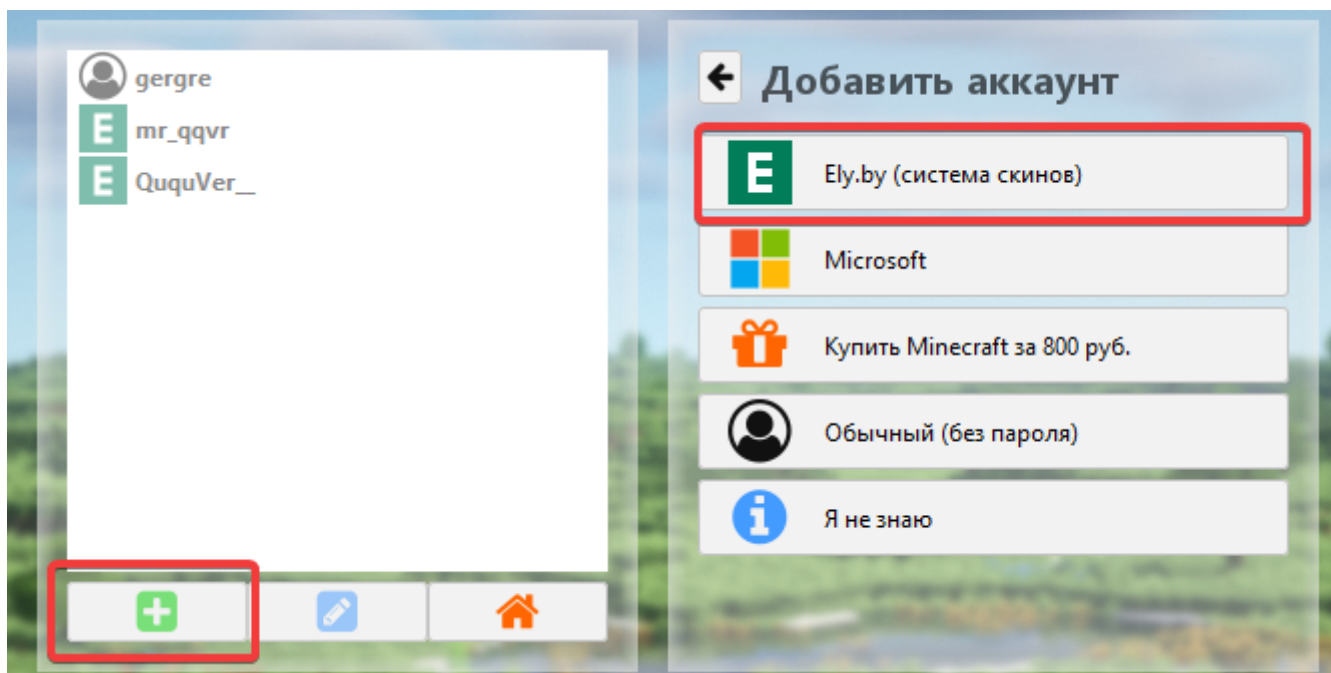 gergre
E mr_qqvr
E QuquVer__
Добавить аккаунт
E Ely.by (система скинов)
Microsoft
Купить Minecraft за 800 руб.
Обычный (без пароля)
Я не знаю